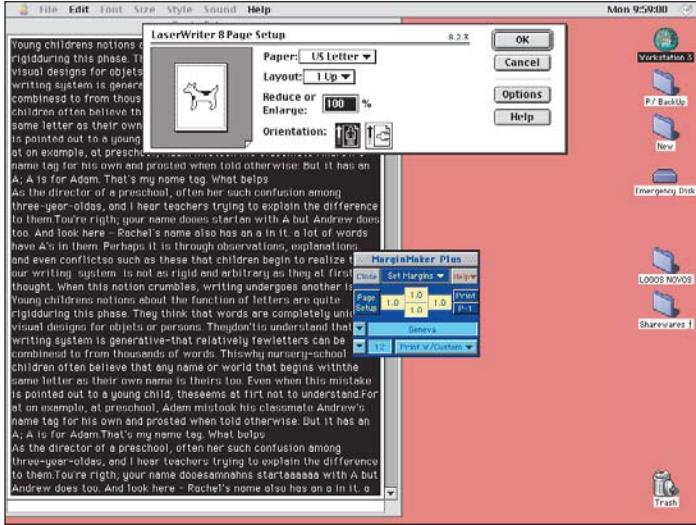 File Edit Font Size Style Sound Help
Mon 9:59:00
LaserWriter 8 Page Setup
8.2.X
Paper: US Letter
Layout: 1 Up
Reduce or
Enlarge: 100 %
Orientation:
OK
Cancel
Options
Help
Workstation 3
P/ BackUp
New
Emergency Disk
LOGOS NOVOS
Sharewares f
Trash
Young childrens notions
rigidduring this phase.
visual designs for objets
writing system is genera
combinesd to from thous
children often believe th
same letter as their own
is pointed out to a young
at on example, at preschool, Adam mistook his classmate Andrew's
name tag for his own and prosted when told otherwise: But it has an
A; A is for Adam. That's my name tag. What belps
As the director of a preschool, often her such confusion among
three-year-oldas, and I hear teachers trying to explain the difference
to them.Tou're rigth; your name dooes startan with A but Andrew does
too. And look here - Rachel's name also has an a in it. a lot of words
have A's in them. Perhaps it is through observations, explanations,
and even conflictso such as these that children begin to realize t
our writing system is not as rigid and arbitrary as they at first
thought. When this notion crumbles, writing undergoes another is
Young childrens notions about the function of letters are quite
rigidduring this phase. They think that words are completely uniq
visual designs for objets or persons. Theydon'tis understand that
writing system is generative-that relatively fewletters can be
combinesd to from thousands of words. Thiswhy nursery-school
children often believe that any name or world that begins withthe
same letter as their own name is theirs too. Even when this mistake
is pointed out to a young child, theseems at firt not to understand.For
at on example, at preschool, Adam mistook his classmate Andrew's
name tag for his own and prosted when told otherwise: But it has an
A; A is for Adam.That's my name tag. What belps
As the director of a preschool, often her such confusion among
three-year-oldas, and I hear teachers trying to explain the difference
to them.Tou're rigth; your name dooesamnahns startaaaaaa with A but
Andrew does too. And look here - Rachel's name also has an a in it. a
MarginMaker Plus
Close Set Margins Help
Page
Setup
1.0
1.0
1.0
1.0
Print
P-1
Geneva
12 Print W/Custom